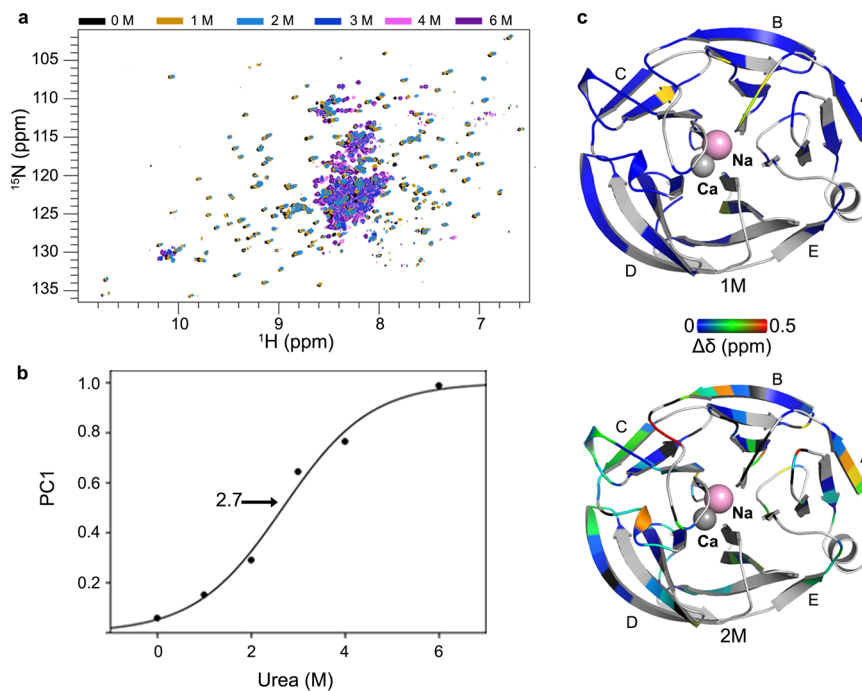 a
0 M 1 M 2 M 3 M 4 M 6 M
105
110
115
120
125
130
135
15N (ppm)
10 9 8 7
1H (ppm)
b
1.0
0.8
0.6
0.4
0.2
PC1
2.7
0 2 4 6
Urea (M)
c
B
C
A
Na
Ca
D
E
1M
0 0.5
Δδ (ppm)
B
C
A
Na
Ca
D
E
2M